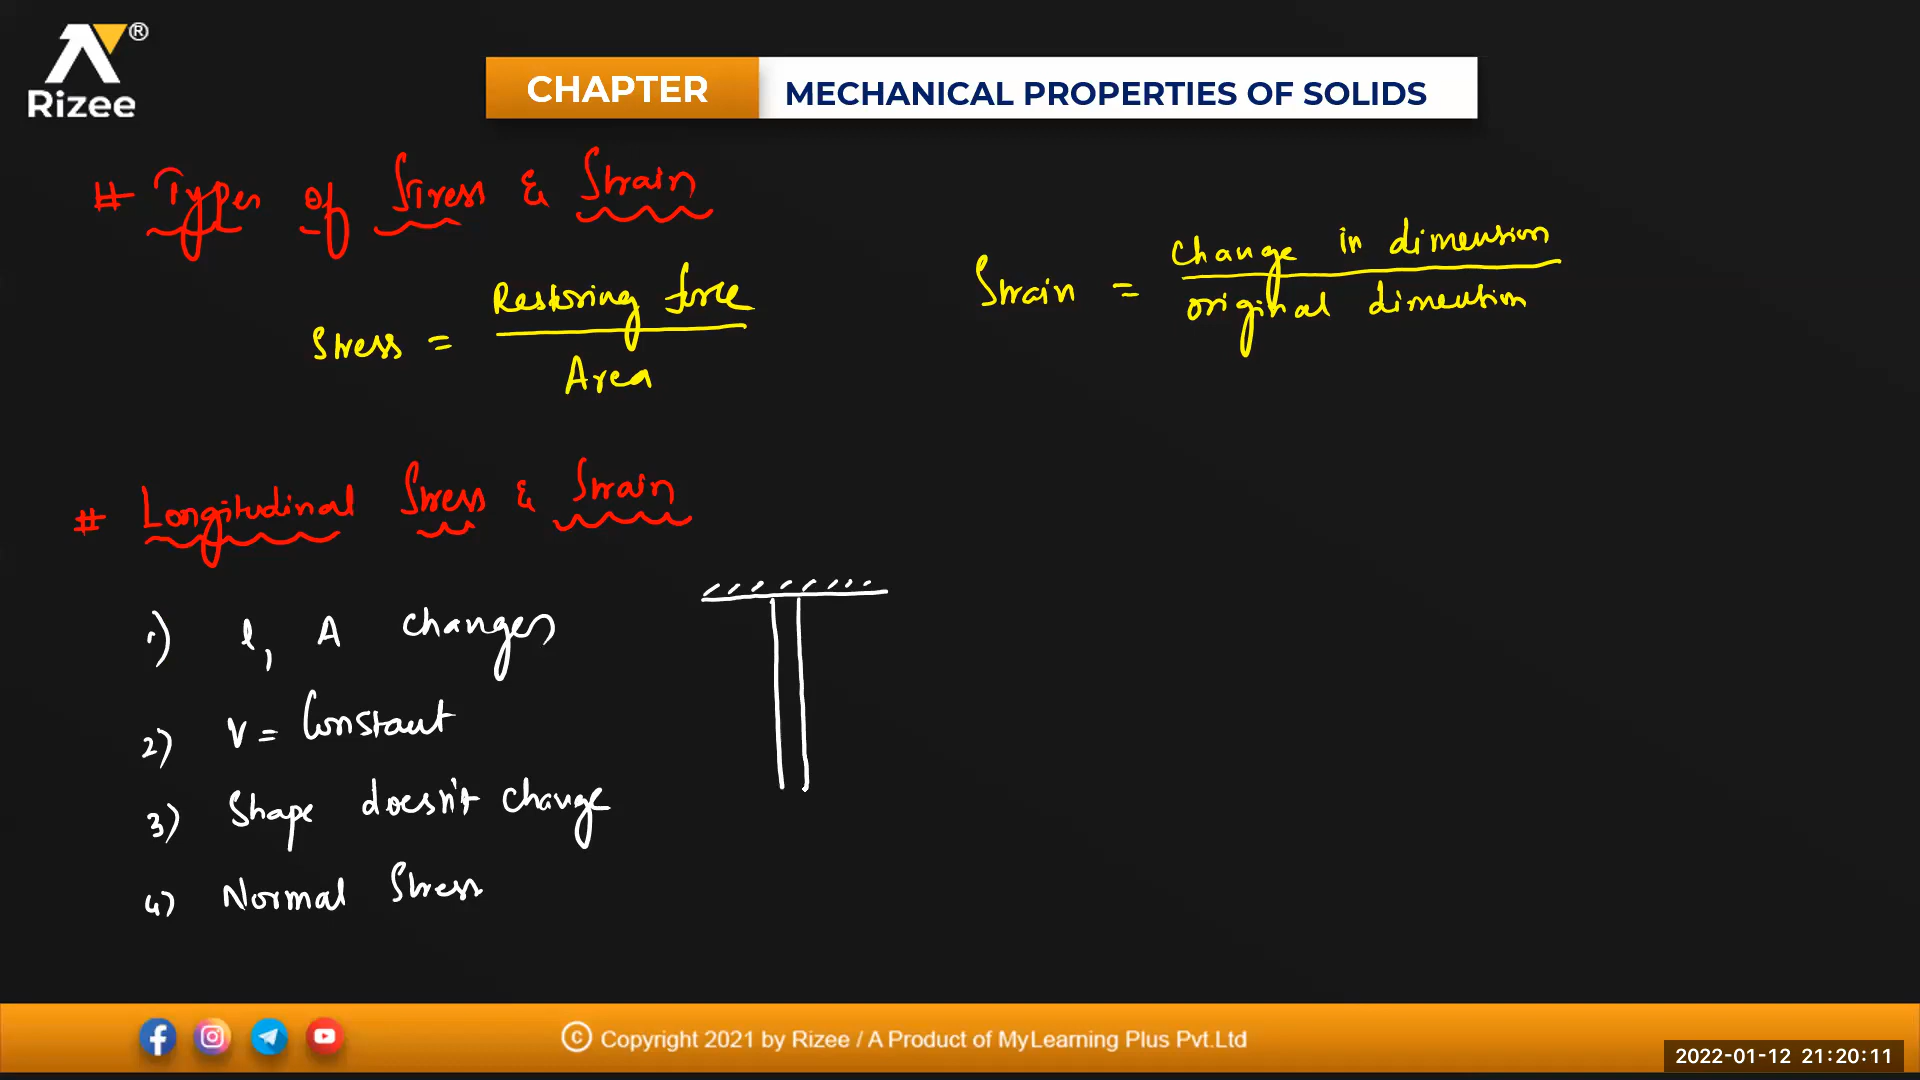 Rizee®
CHAPTER MECHANICAL PROPERTIES OF SOLIDS
# Types of Stress & Strain
Stress = Restoring force / Area
Strain = Change in dimension / original dimension
# Longitudinal Stress & Strain
1) l, A changes
2) V = Constant
3) Shape doesn't change
4) Normal Stress
© Copyright 2021 by Rizee / A Product of MyLearning Plus Pvt.Ltd
2022-01-12 21:20:11